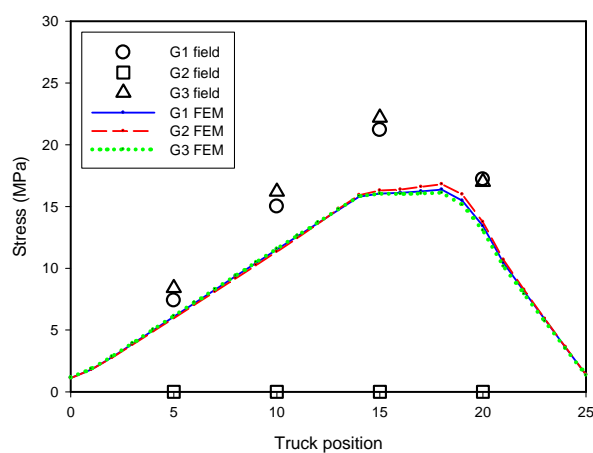 30
25
20
15
10
5
0
Stress (MPa)
G1 field
G2 field
G3 field
G1 FEM
G2 FEM
G3 FEM
0 5 10 15 20 25
Truck position